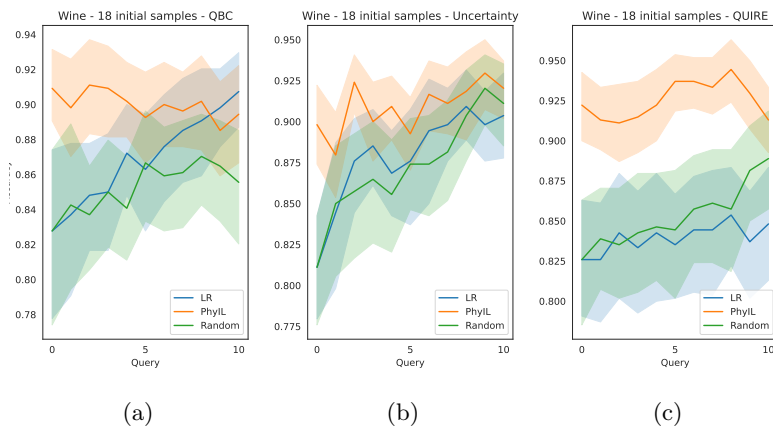 Wine - 18 initial samples - QBC
0.94
0.92
0.90
0.88
0.86
0.84
0.82
0.80
0.78
0
5
10
Query
LR
PhyIL
Random
(a)
Wine - 18 initial samples - Uncertainty
0.950
0.925
0.900
0.875
0.850
0.825
0.800
0.775
0
5
10
Query
LR
PhyIL
Random
(b)
Wine - 18 initial samples - QUIRE
0.950
0.925
0.900
0.875
0.850
0.825
0.800
0
5
10
Query
LR
PhyIL
Random
(c)